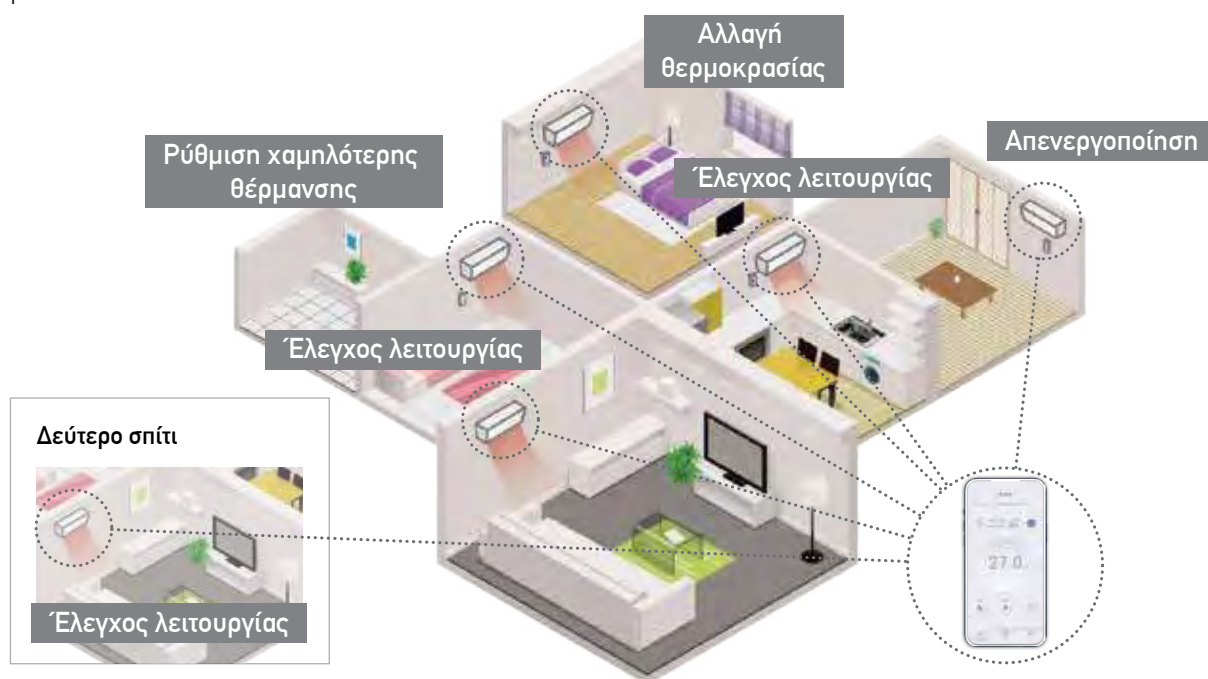 Αλλαγή
θερμοκρασίας
Ρύθμιση χαμηλότερης
θέρμανσης
Έλεγχος λειτουργίας
Απενεργοποίηση
Έλεγχος λειτουργίας
Δεύτερο σπίτι
Έλεγχος λειτουργίας
27.0